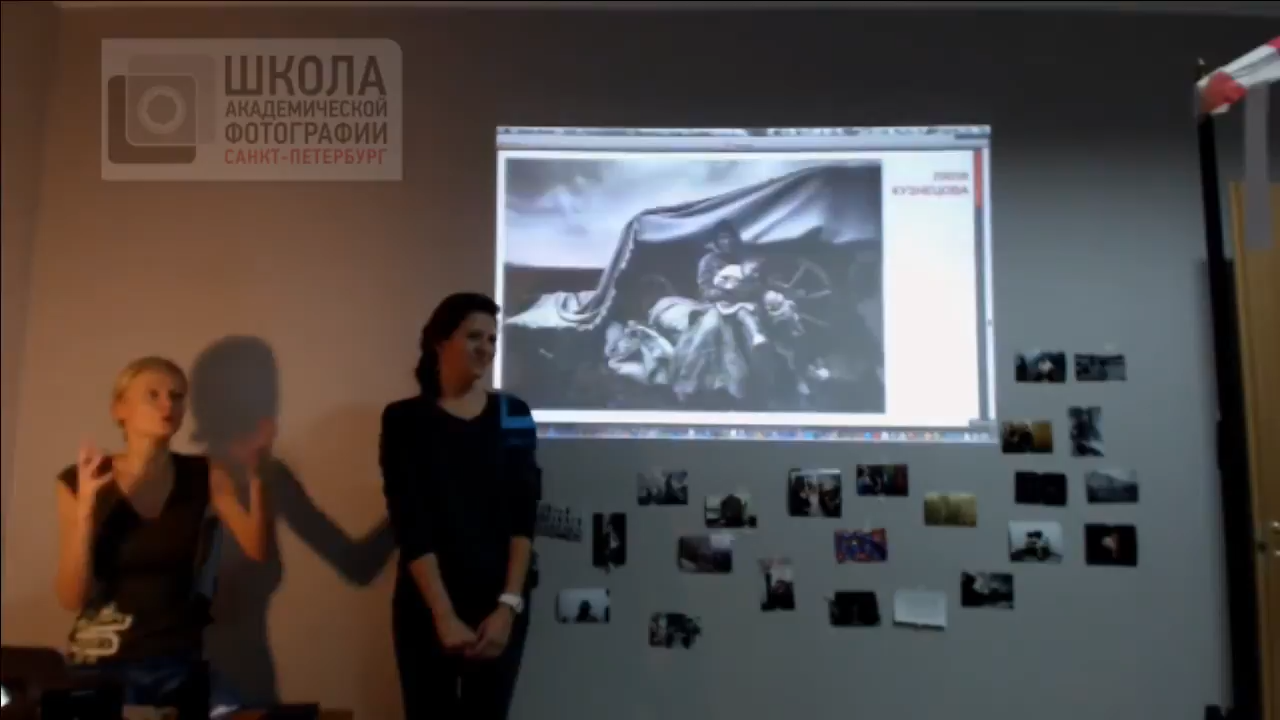 ШКОЛА
АКАДЕМИЧЕСКОЙ
ФОТОГРАФИИ
САНКТ-ПЕТЕРБУРГ
КУЗНЕЦОВА